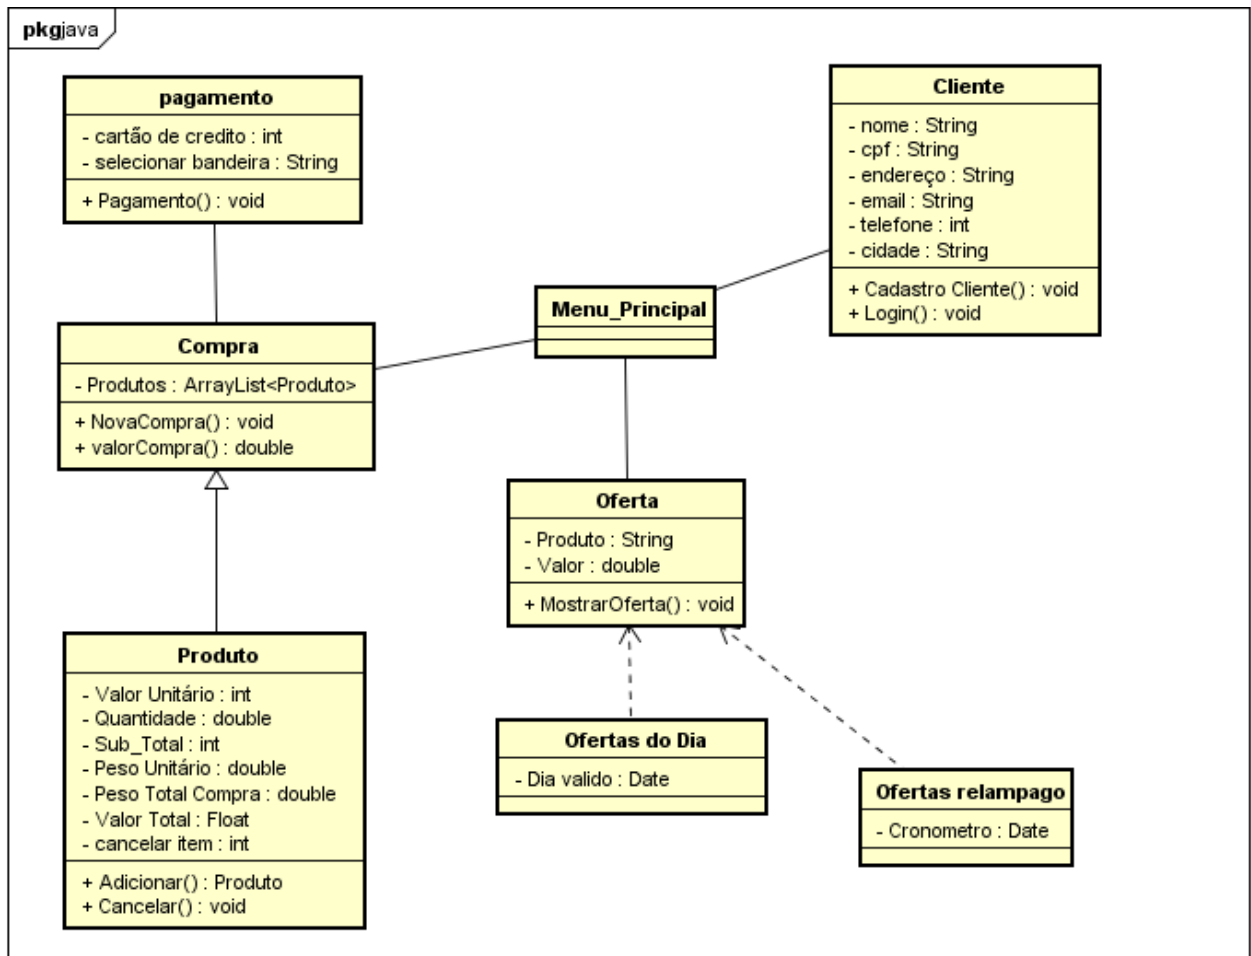 pkgjava
pagamento
- cartão de credito : int
- selecionar bandeira : String
+ Pagamento() : void
Cliente
- nome : String
- cpf : String
- endereço : String
- email : String
- telefone : int
- cidade : String
+ Cadastro Cliente() : void
+ Login() : void
Menu_Principal
Compra
- Produtos : ArrayList<Produto>
+ NovaCompra() : void
+ valorCompra() : double
Oferta
- Produto : String
- Valor : double
+ MostrarOferta() : void
Produto
- Valor Unitário : int
- Quantidade : double
- Sub_Total : int
- Peso Unitário : double
- Peso Total Compra : double
- Valor Total : Float
- cancelar item : int
+ Adicionar() : Produto
+ Cancelar() : void
Ofertas do Dia
- Dia valido : Date
Ofertas relampago
- Cronometro : Date